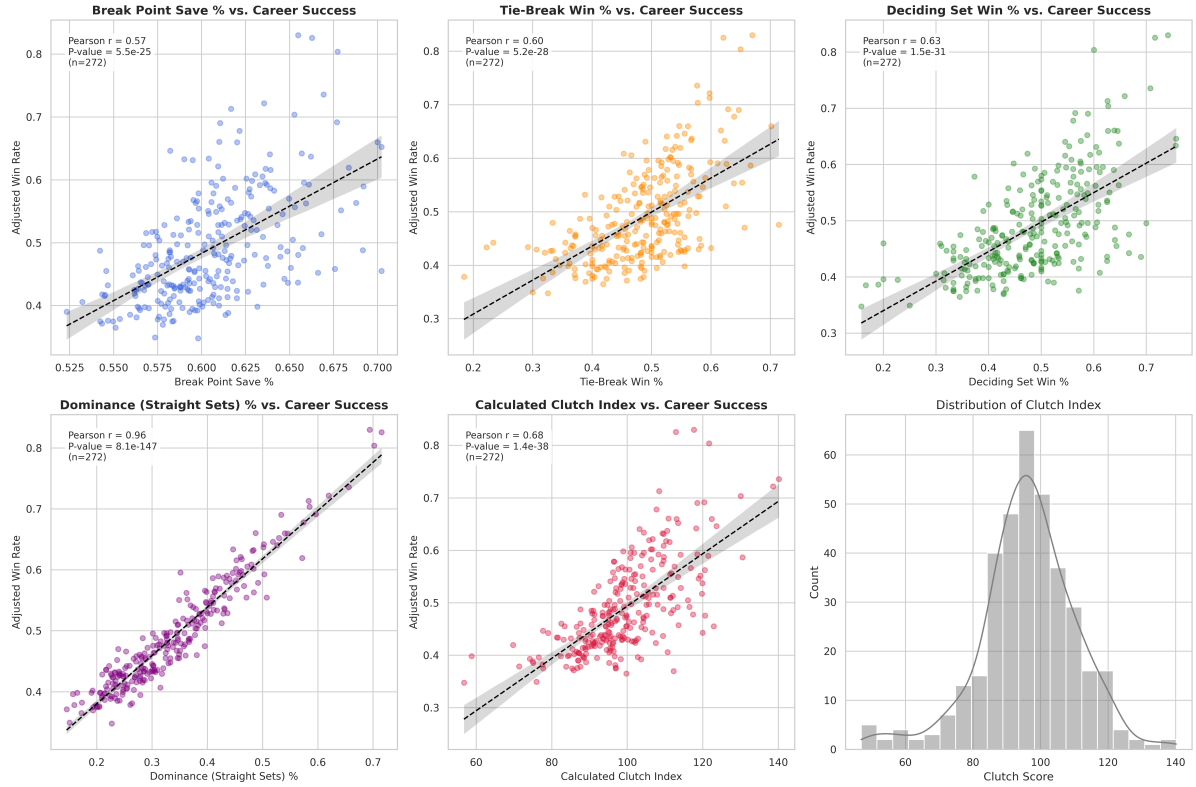 Break Point Save % vs. Career Success
Pearson r = 0.57
P-value = 5.5e-25
(n=272)
Adjusted Win Rate
0.8
0.7
0.6
0.5
0.4
0.525 0.550 0.575 0.600 0.625 0.650 0.675 0.700
Break Point Save %
Tie-Break Win % vs. Career Success
Pearson r = 0.60
P-value = 5.2e-28
(n=272)
Adjusted Win Rate
0.8
0.7
0.6
0.5
0.4
0.3
0.2 0.3 0.4 0.5 0.6 0.7
Tie-Break Win %
Deciding Set Win % vs. Career Success
Pearson r = 0.63
P-value = 1.5e-31
(n=272)
Adjusted Win Rate
0.8
0.7
0.6
0.5
0.4
0.3
0.2 0.3 0.4 0.5 0.6 0.7
Deciding Set Win %
Dominance (Straight Sets) % vs. Career Success
Pearson r = 0.96
P-value = 8.1e-147
(n=272)
Adjusted Win Rate
0.8
0.7
0.6
0.5
0.4
0.2 0.3 0.4 0.5 0.6 0.7
Dominance (Straight Sets) %
Calculated Clutch Index vs. Career Success
Pearson r = 0.68
P-value = 1.4e-38
(n=272)
Adjusted Win Rate
0.8
0.7
0.6
0.5
0.4
0.3
60 80 100 120 140
Calculated Clutch Index
Distribution of Clutch Index
Count
60
50
40
30
20
10
0
60 80 100 120 140
Clutch Score